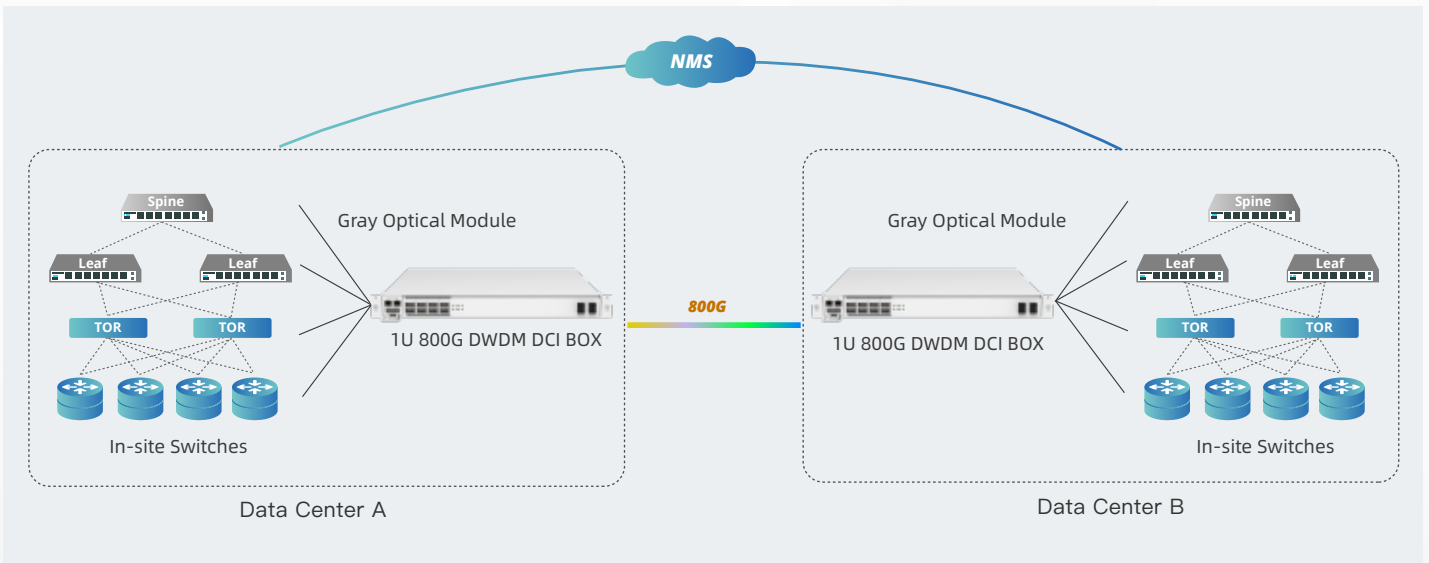 NMS
Spine
Gray Optical Module
Leaf
Leaf
TOR
TOR
1U 800G DWDM DCI BOX
In-site Switches
Data Center A
800G
Gray Optical Module
Spine
Leaf
Leaf
TOR
TOR
1U 800G DWDM DCI BOX
In-site Switches
Data Center B